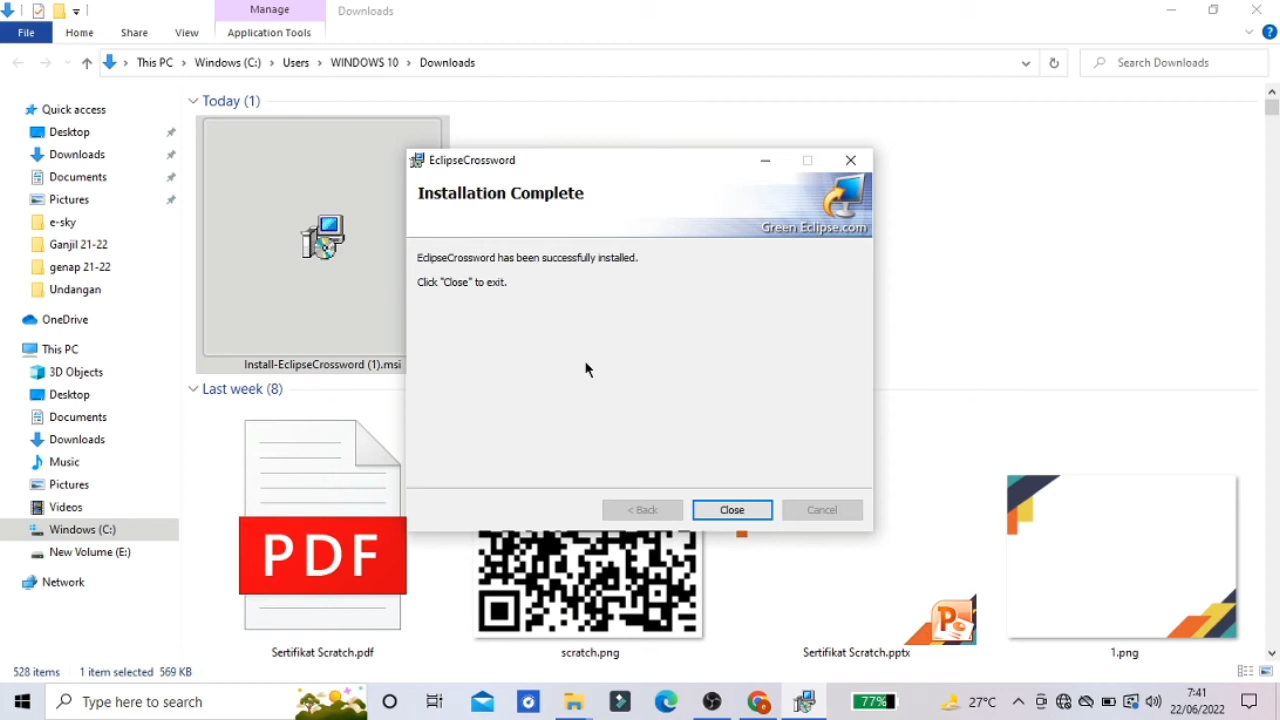 Manage
Downloads
File
Home
Share
View
Application Tools
This PC
Windows (C:)
Users
WINDOWS 10
Downloads
Search Downloads
Quick access
Desktop
Downloads
Documents
Pictures
e-sky
Ganjil 21-22
genap 21-22
Undangan
OneDrive
This PC
3D Objects
Desktop
Documents
Downloads
Music
Pictures
Videos
Windows (C:)
New Volume (E:)
Network
Today (1)
Install-EclipseCrossword (1).msi
Last week (8)
PDF
Sertifikat Scratch.pdf
scratch.png
Sertifikat Scratch.pptx
1.png
EclipseCrossword
Installation Complete
Green Eclipse.com
EclipseCrossword has been successfully installed.
Click "Close" to exit.
< Back
Close
Cancel
528 items
1 item selected 569 KB
Type here to search
77%
27°C
7:41
22/06/2022